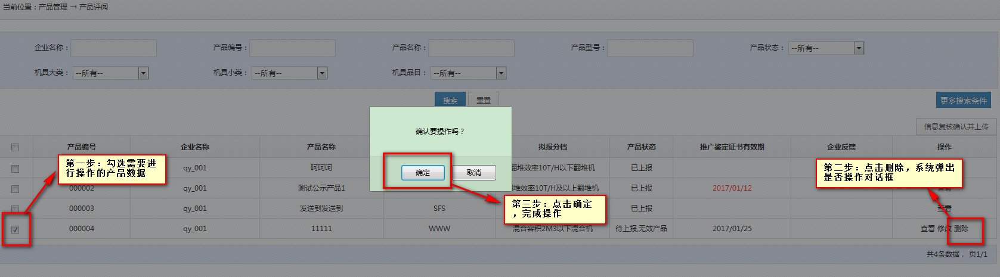 当前位置：产品管理 → 产品评阅
企业名称： 产品编号： 产品名称： 产品型号： 产品状态： --所有--
机具大类： --所有-- 机具小类： --所有-- 机具品目： --所有--
搜索 重置 更多搜索条件
信息复核确认并上传
确认要操作吗？
确定 取消
产品编号 企业名称 产品名称 拟报分档 产品状态 推广鉴定证书有效期 企业反馈 操作
第一步：勾选需要进
行操作的产品数据
qy_001 呵呵呵 翻堆效率10T/H以下翻堆机 已上报
第二步：点击删除，系统弹出
是否操作对话框
000002 qy_001 测试公示产品1 堆效率10T/H及以上翻堆机 已上报 2017/01/12 查看
第三步：点击确定
，完成操作
000003 qy_001 发送到发送到 SFS 已上报 查看
000004 qy_001 11111 WWW 混合容积2M3以下混合机 待上报,无效产品 2017/01/25 查看 修改 删除
共4条数据， 页1/1